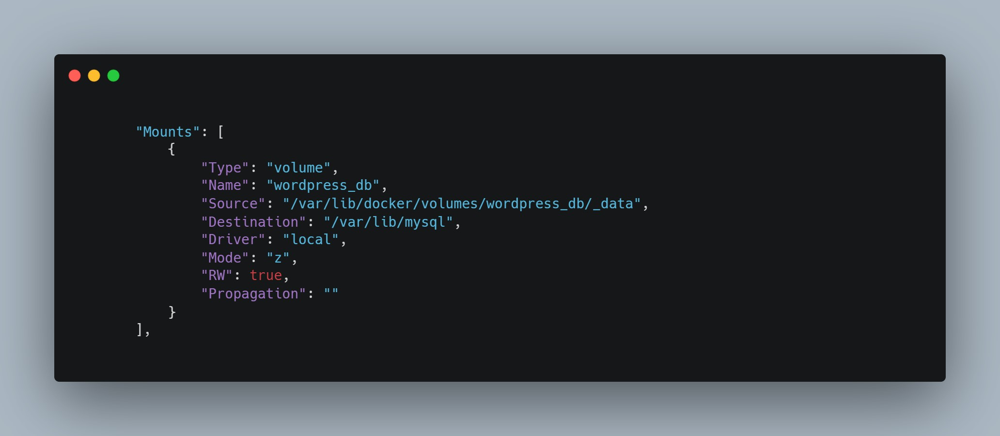 "Mounts": [
    {
        "Type": "volume",
        "Name": "wordpress_db",
        "Source": "/var/lib/docker/volumes/wordpress_db/_data",
        "Destination": "/var/lib/mysql",
        "Driver": "local",
        "Mode": "z",
        "RW": true,
        "Propagation": ""
    }
],